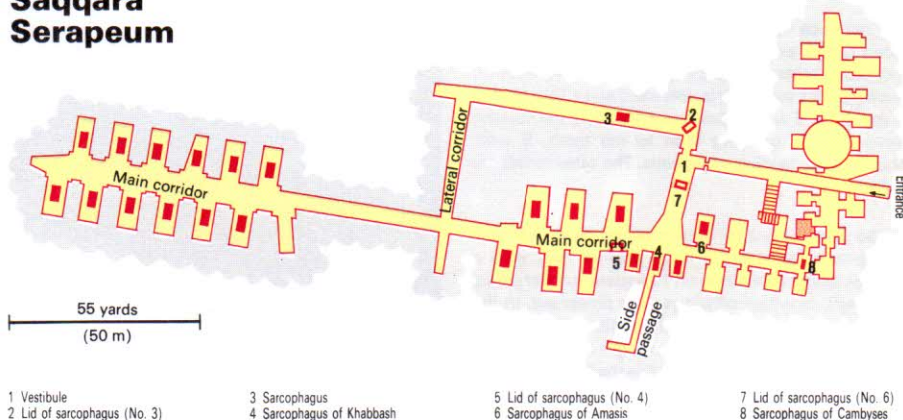 Saqqara
Serapeum
3
2
1
7
Entrance
Lateral corridor
Main corridor
Main corridor
6
5
4
8
Side
passage
55 yards
(50 m)
1 Vestibule
2 Lid of sarcophagus (No. 3)
3 Sarcophagus
4 Sarcophagus of Khabbash
5 Lid of sarcophagus (No. 4)
6 Sarcophagus of Amasis
7 Lid of sarcophagus (No. 6)
8 Sarcophagus of Cambyses